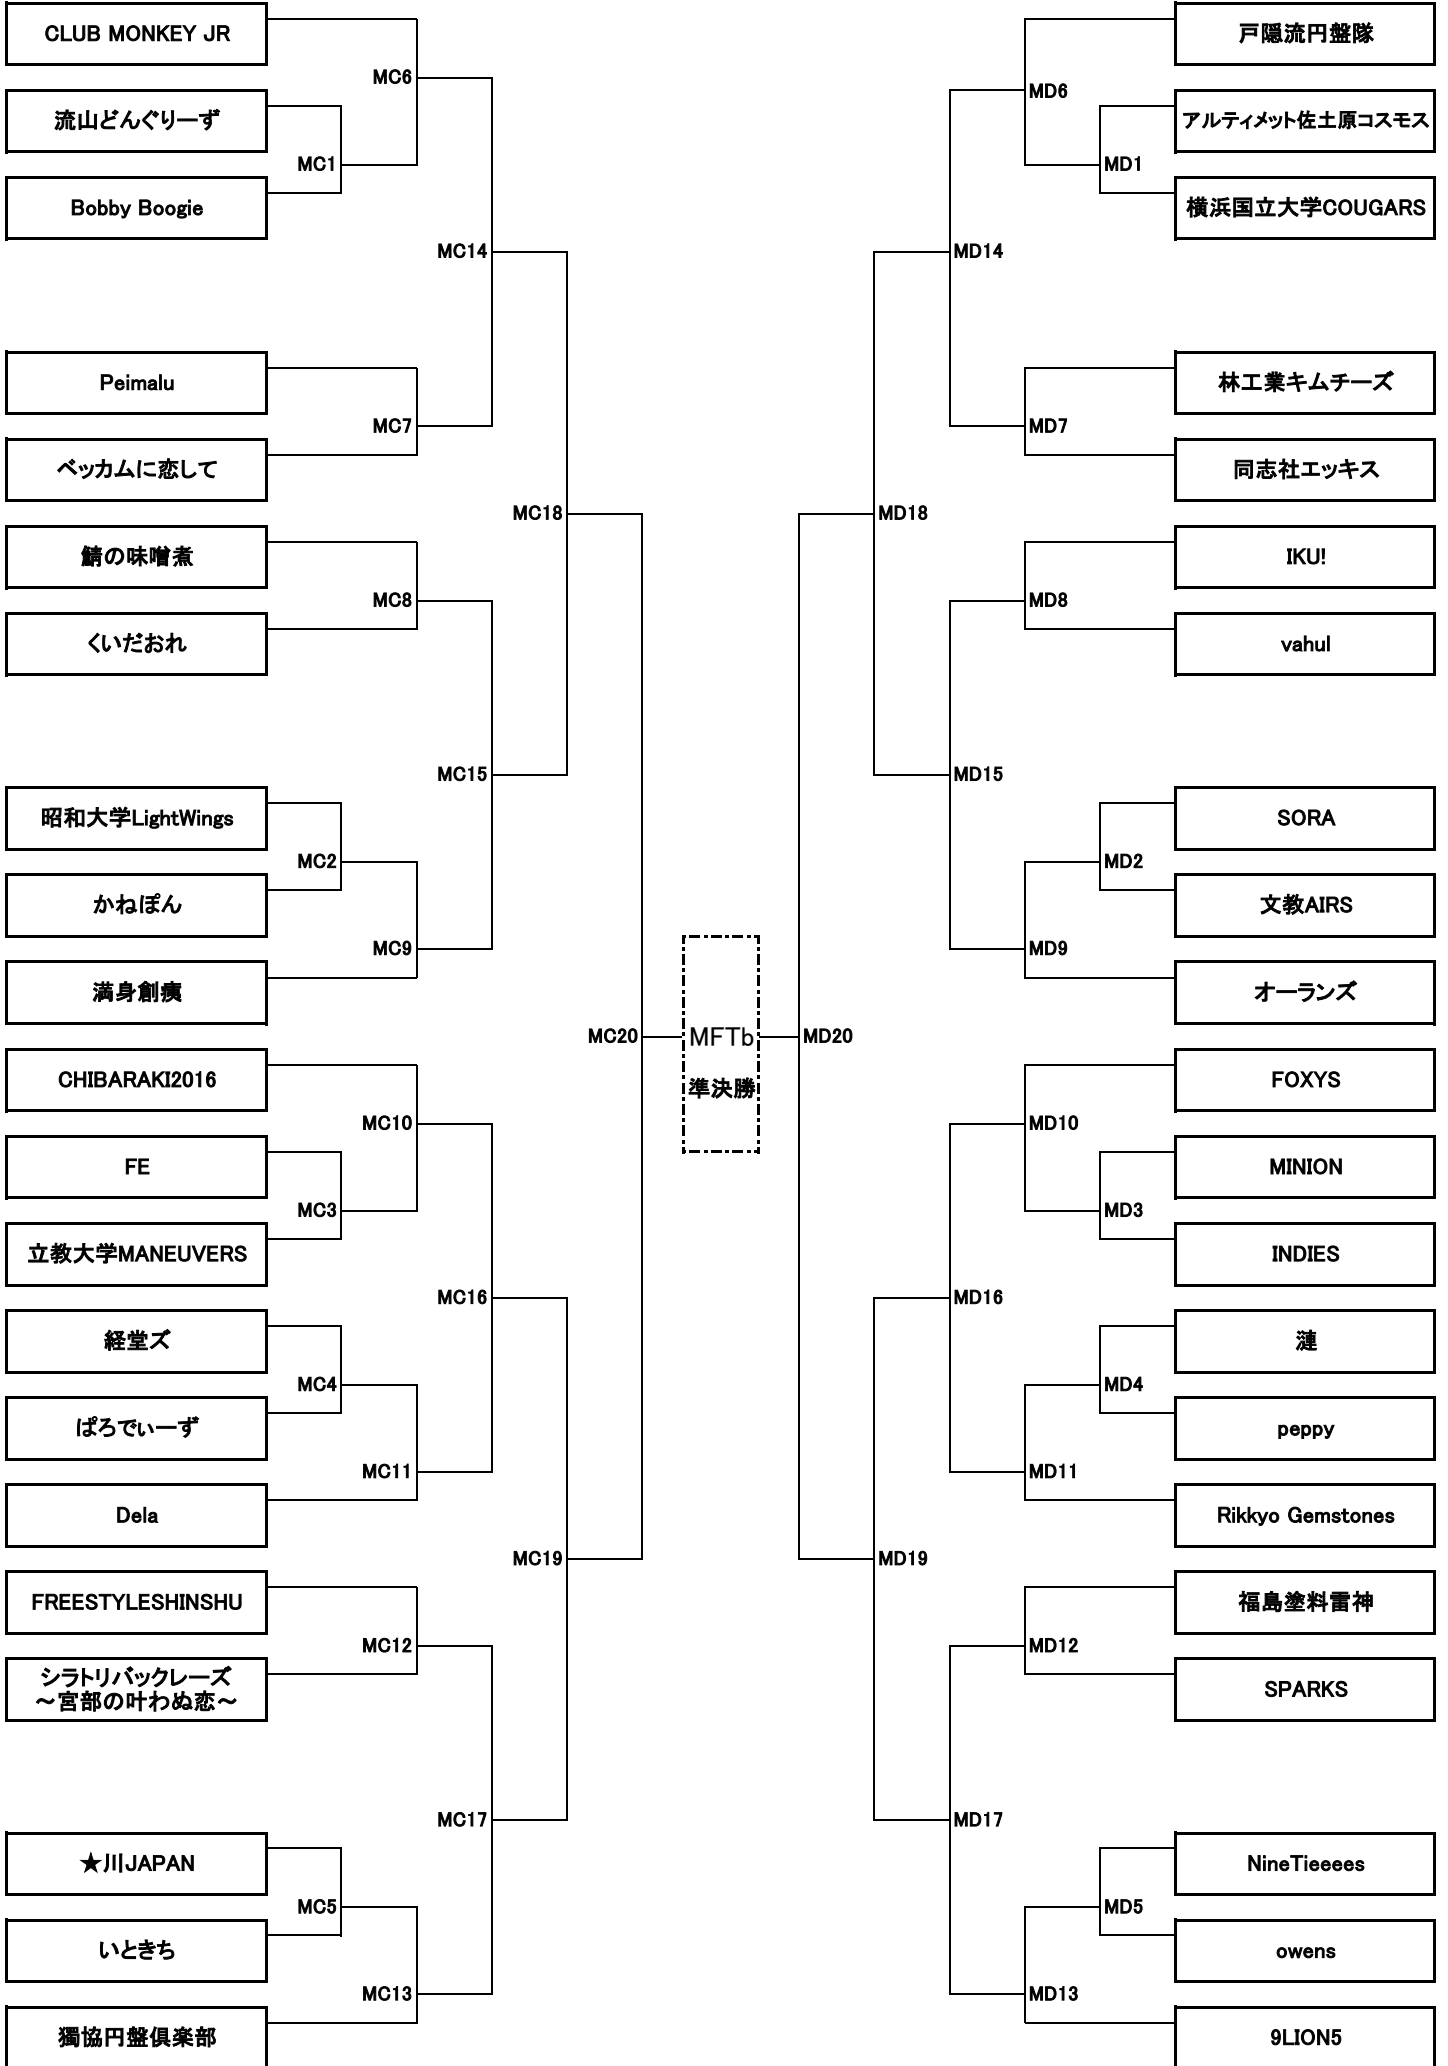 CLUB MONKEY JR
流山どんぐりーず
Bobby Boogie
Peimalu
ベッカムに恋して
鯖の味噌煮
くいだおれ
昭和大学LightWings
かねぽん
満身創痍
CHIBARAKI2016
FE
立教大学MANEUVERS
経堂ズ
ぱろでぃーず
Dela
FREESTYLESHINSHU
シラトリバックレーズ
～宮部の叶わぬ恋～
★川JAPAN
いときち
獨協円盤倶楽部
MC1
MC2
MC3
MC4
MC5
MC6
MC7
MC8
MC9
MC10
MC11
MC12
MC13
MC14
MC15
MC16
MC17
MC18
MC19
MC20
MFTb
準決勝
MD20
MD18
MD19
MD14
MD15
MD16
MD17
MD6
MD7
MD8
MD9
MD10
MD11
MD12
MD13
MD1
MD2
MD3
MD4
MD5
戸隠流円盤隊
アルティメット佐土原コスモス
横浜国立大学COUGARS
林工業キムチーズ
同志社エッキス
IKU!
vahul
SORA
文教AIRS
オーランズ
FOXYS
MINION
INDIES
漣
peppy
Rikkyo Gemstones
福島塗料雷神
SPARKS
NineTieeees
owens
9LION5